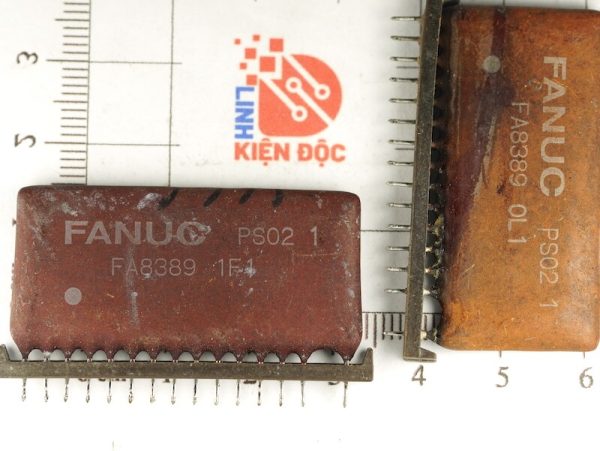 LINH
KIỆN ĐỘC
FANUC PS02 1
FA8389 1F1
FANUC PS02 1
FA8389 0L1
3
5
4 5 6